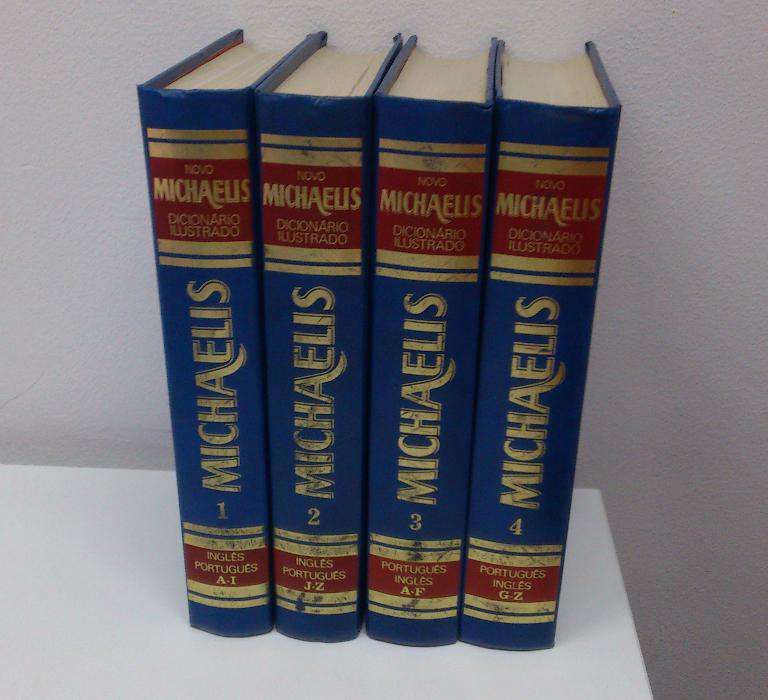 NOVO
MICHAELIS
DICIONÁRIO
ILUSTRADO
MICHAELIS
1
INGLÊS
PORTUGUÊS
A-I
NOVO
MICHAELIS
DICIONÁRIO
ILUSTRADO
MICHAELIS
2
INGLÊS
PORTUGUÊS
J-Z
NOVO
MICHAELIS
DICIONÁRIO
ILUSTRADO
MICHAELIS
3
PORTUGUÊS
INGLÊS
A-F
NOVO
MICHAELIS
DICIONÁRIO
ILUSTRADO
MICHAELIS
4
PORTUGUÊS
INGLÊS
G-Z